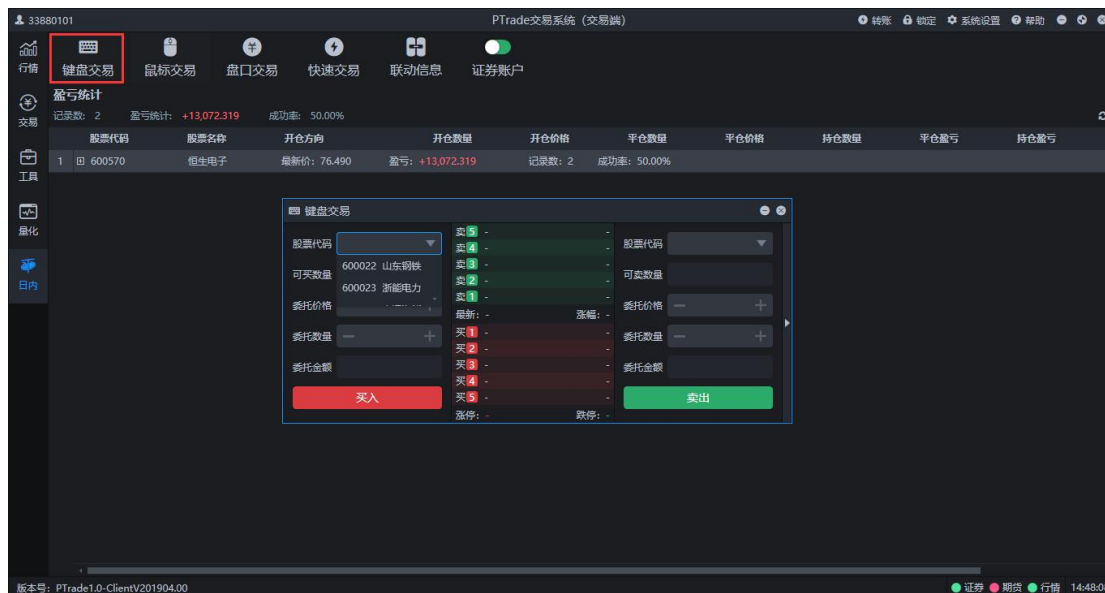 33880101 PTrade交易系统（交易端） 转账 锁定 系统设置 帮助
行情 键盘交易 鼠标交易 盘口交易 快速交易 联动信息 证券账户
盈亏统计
交易 记录数: 2 盈亏统计: +13,072.319 成功率: 50.00%
股票代码 股票名称 开仓方向 开仓数量 开仓价格 平仓数量 平仓价格 持仓数量 平仓盈亏 持仓盈亏
1 600570 恒生电子 最新价: 76.490 盈亏: +13,072.319 记录数: 2 成功率: 50.00%
工具
量化
日内
键盘交易
股票代码
600022 山东钢铁
600023 浙能电力
可买数量
委托价格
委托数量
委托金额
买入
卖5 - -
卖4 - -
卖3 - -
卖2 - -
卖1 - -
最新: - 涨幅: -
买1 - -
买2 - -
买3 - -
买4 - -
买5 - -
涨停: - 跌停: -
股票代码
可卖数量
委托价格
委托数量
委托金额
卖出
版本号: PTrade1.0-ClientV201904.00 证券 期货 行情 14:48:0